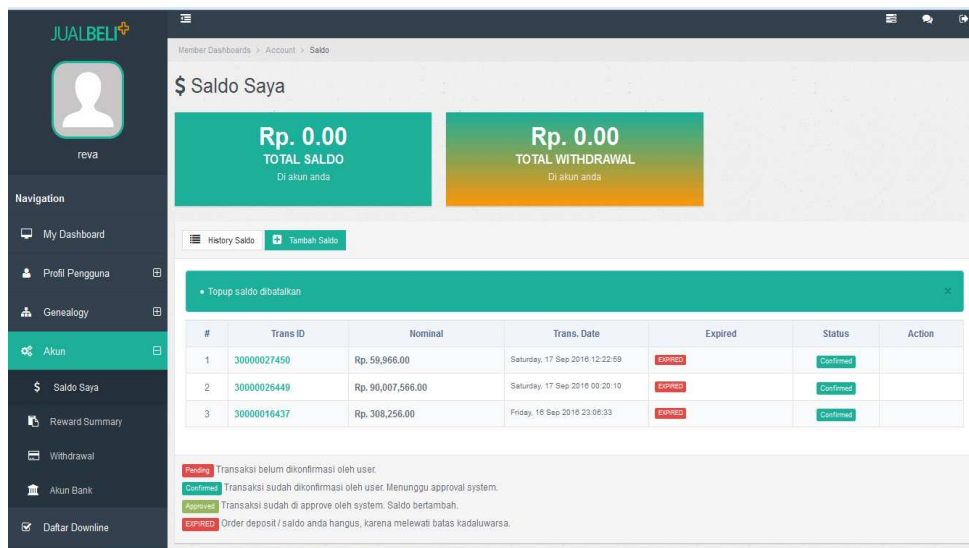 JUALBELI
reva
Navigation
My Dashboard
Profil Pengguna
Genealogy
Akun
$ Saldo Saya
Reward Summary
Withdrawal
Akun Bank
Daftar Downline
Member Dashboards > Account > Saldo
$ Saldo Saya
Rp. 0.00
TOTAL SALDO
Di akun anda
Rp. 0.00
TOTAL WITHDRAWAL
Di akun anda
History Saldo Tambah Saldo
• Topup saldo dibatalkan ×
# Trans ID Nominal Trans. Date Expired Status Action
1 30000027450 Rp. 59,966.00 Saturday, 17 Sep 2016 12:22:59 EXPIRED Confirmed
2 30000026449 Rp. 90,007,566.00 Saturday, 17 Sep 2016 00:20:10 EXPIRED Confirmed
3 30000016437 Rp. 308,256.00 Friday, 16 Sep 2016 23:06:33 EXPIRED Confirmed
Pending Transaksi belum dikonfirmasi oleh user.
Confirmed Transaksi sudah dikonfirmasi oleh user. Menunggu approval system.
Approved Transaksi sudah di approve oleh system. Saldo bertambah.
EXPIRED Order deposit / saldo anda hangus, karena melewati batas kadaluwarsa.